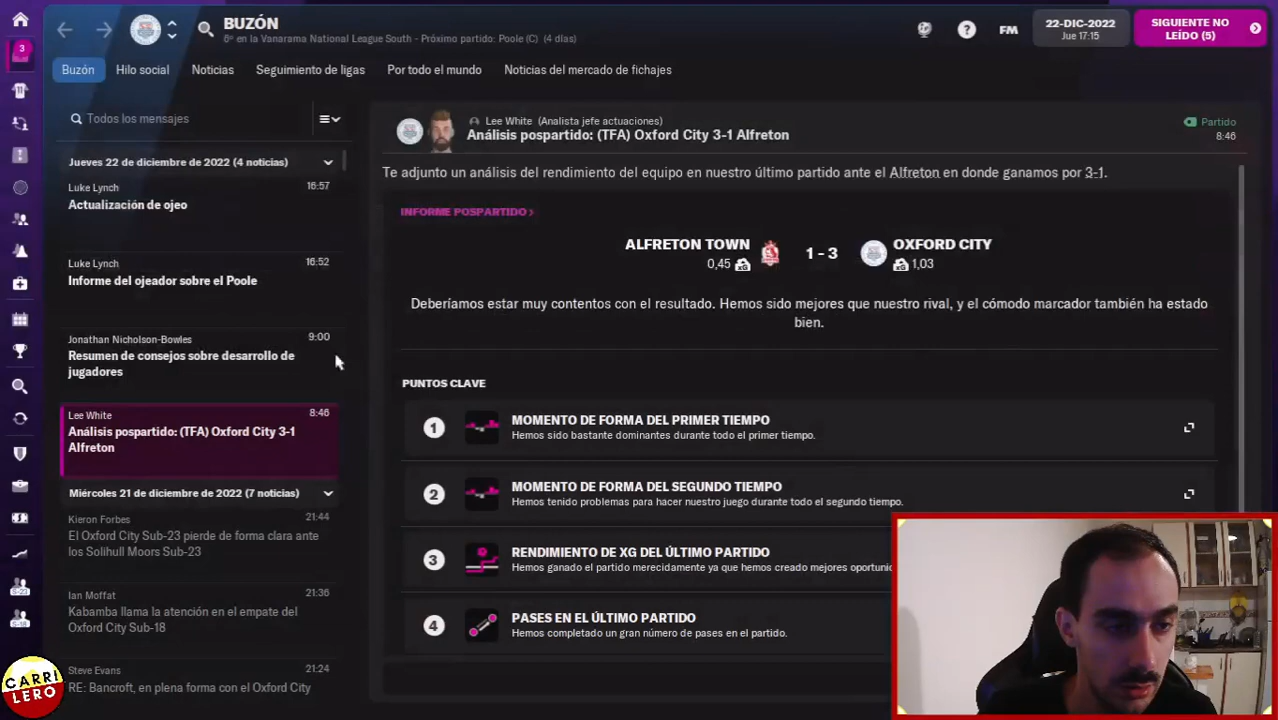 BUZÓN
6º en la Vanarama National League South - Próximo partido: Poole (C) (4 días)
?
FM
22-DIC-2022
Jue 17:15
SIGUIENTE NO
LEÍDO (5)
3
Buzón
Hilo social
Noticias
Seguimiento de ligas
Por todo el mundo
Noticias del mercado de fichajes
Todos los mensajes
Jueves 22 de diciembre de 2022 (4 noticias)
Luke Lynch
16:57
Actualización de ojeo
Luke Lynch
16:52
Informe del ojeador sobre el Poole
Jonathan Nicholson-Bowles
9:00
Resumen de consejos sobre desarrollo de
jugadores
Lee White
8:46
Análisis pospartido: (TFA) Oxford City 3-1
Alfreton
Miércoles 21 de diciembre de 2022 (7 noticias)
Kieron Forbes
21:44
El Oxford City Sub-23 pierde de forma clara ante
los Solihull Moors Sub-23
Ian Moffat
21:36
Kabamba llama la atención en el empate del
Oxford City Sub-18
Steve Evans
21:24
RE: Bancroft, en plena forma con el Oxford City
Lee White (Analista jefe actuaciones)
Análisis pospartido: (TFA) Oxford City 3-1 Alfreton
Partido
8:46
Te adjunto un análisis del rendimiento del equipo en nuestro último partido ante el Alfreton en donde ganamos por 3-1.
INFORME POSPARTIDO >
ALFRETON TOWN
0,45 xG
1 - 3
OXFORD CITY
xG 1,03
Deberíamos estar muy contentos con el resultado. Hemos sido mejores que nuestro rival, y el cómodo marcador también ha estado
bien.
PUNTOS CLAVE
1
MOMENTO DE FORMA DEL PRIMER TIEMPO
Hemos sido bastante dominantes durante todo el primer tiempo.
2
MOMENTO DE FORMA DEL SEGUNDO TIEMPO
Hemos tenido problemas para hacer nuestro juego durante todo el segundo tiempo.
3
RENDIMIENTO DE XG DEL ÚLTIMO PARTIDO
Hemos ganado el partido merecidamente ya que hemos creado mejores oportunic
4
PASES EN EL ÚLTIMO PARTIDO
Hemos completado un gran número de pases en el partido.
S-23
S-18
CARRI
LERO